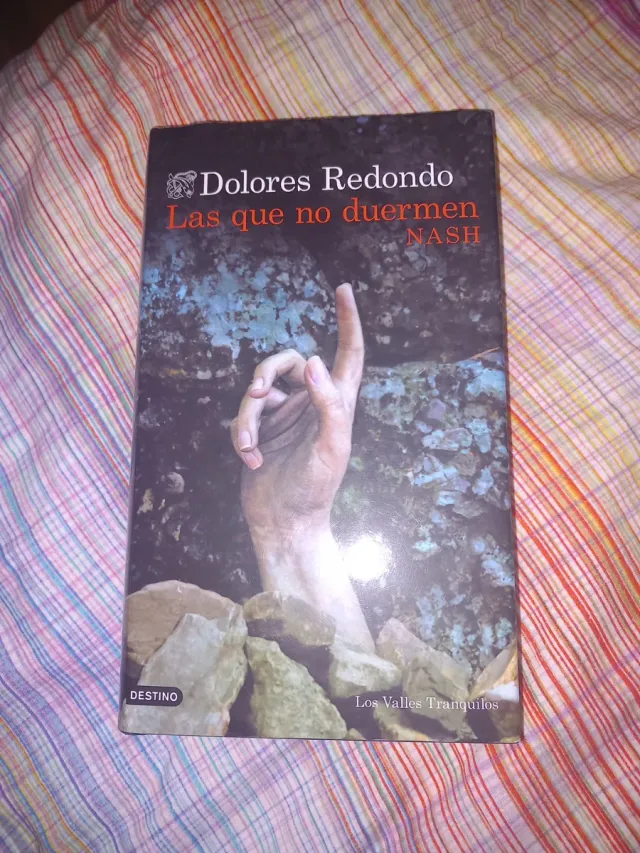 Dolores Redondo
Las que no duermen
NASH
DESTINO
Los Valles Tranquilos